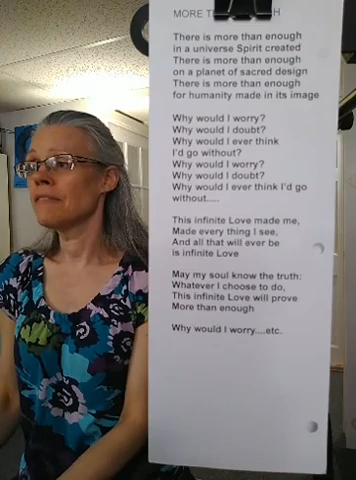 MORE
There is more than enough
in a universe Spirit created
There is more than enough
on a planet of sacred design
There is more than enough
for humanity made in its image
Why would I worry?
Why would I doubt?
Why would I ever think
I'd go without?
Why would I worry?
Why would I doubt?
Why would I ever think I'd go
without.....
This infinite Love made me,
Made every thing I see,
And all that will ever be
is infinite Love
May my soul know the truth:
Whatever I choose to do,
This infinite Love will prove
More than enough
Why would I worry....etc.